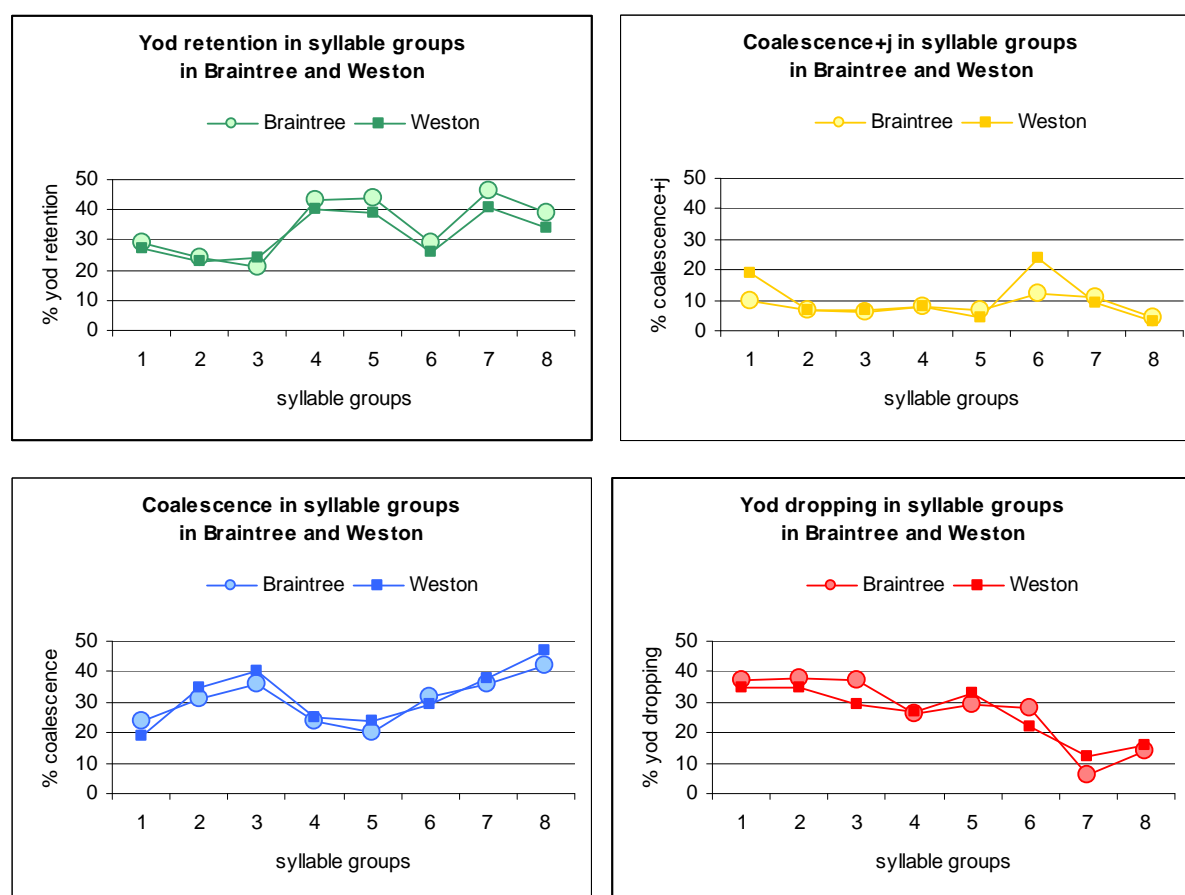 Yod retention in syllable groups
in Braintree and Weston
Braintree Weston
% yod retention
50
40
30
20
10
0
1 2 3 4 5 6 7 8
syllable groups
Coalescence+j in syllable groups
in Braintree and Weston
Braintree Weston
% coalescence+j
50
40
30
20
10
0
1 2 3 4 5 6 7 8
syllable groups
Coalescence in syllable groups
in Braintree and Weston
Braintree Weston
% coalescence
50
40
30
20
10
0
1 2 3 4 5 6 7 8
syllable groups
Yod dropping in syllable groups
in Braintree and Weston
Braintree Weston
% yod dropping
50
40
30
20
10
0
1 2 3 4 5 6 7 8
syllable groups